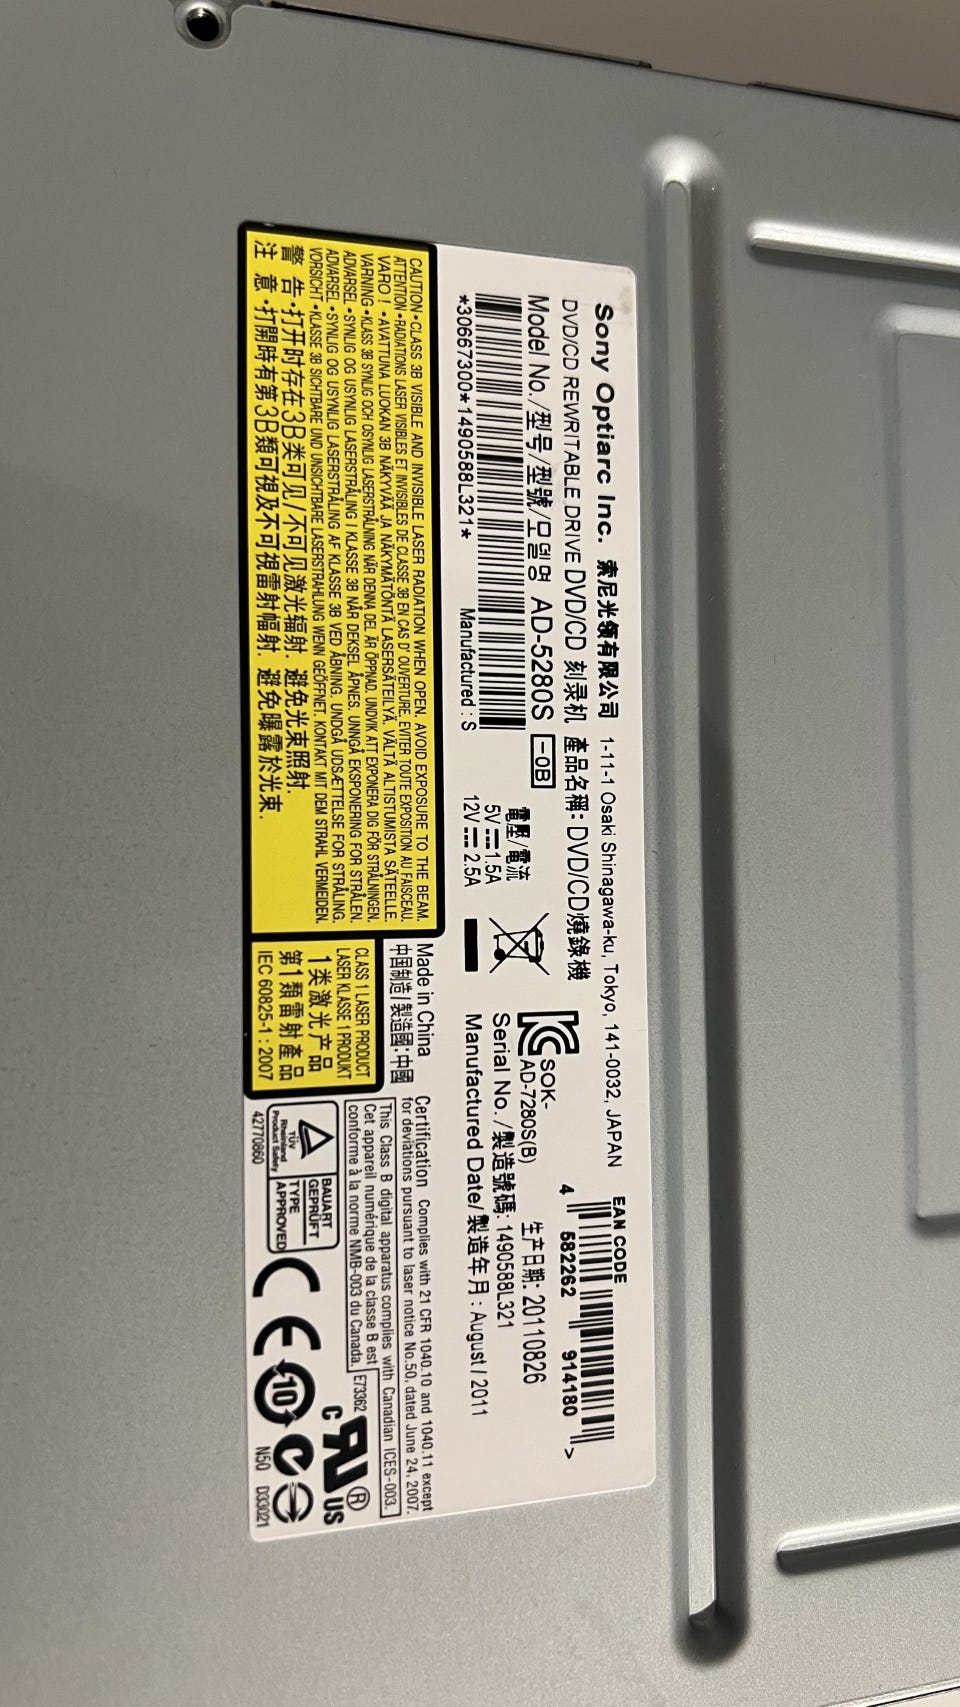 Sony Optiarc Inc. 索尼光領有限公司 1-11-1 Osaki Shinagawa-ku, Tokyo, 141-0032, JAPAN
DVD/CD REWRITABLE DRIVE DVD/CD 刻录机 產品名稱: DVD/CD燒錄機
Model No./型号/型號/모델명 AD-5280S -0B
*30667300*1490588L321*
Manufactured : S
電壓/電流
5V 1.5A
12V 2.5A
SOK-
AD-7280S(B)
EAN CODE
4 582262 914180 >
生产日期: 20110826
Serial No. /製造號碼: 1490588L321
Manufactured Date/製造年月 : August / 2011
CAUTION •CLASS 3B VISIBLE AND INVISIBLE LASER RADIATION WHEN OPEN. AVOID EXPOSURE TO THE BEAM.
ATTENTION •RADIATIONS LASER VISIBLES ET INVISIBLES DE CLASSE 3B EN CAS D' OUVERTURE. EVITER TOUTE EXPOSITION AU FAISCEAU.
VARO ! •AVATTUNA LUOKAN 3B NÄKYVÄÄ JA NÄKYMÄTÖNTÄ LASERSÄTEILYÄ. VÄLTÄ ALTISTUMISTA SÄTEELLE.
VARNING •KLASS 3B SYNLIG OCH OSYNLIG LASERSTRÅLNING NÄR DENNA DEL ÄR ÖPPNAD. UNDVIK ATT EXPONERA DIG FÖR STRÅLNINGEN.
ADVARSEL •SYNLIG OG USYNLIG LASERSTRÅLING I KLASSE 3B NÅR DEKSEL ÅPNES. UNNGÅ EKSPONERING FOR STRÅLEN.
ADVARSEL •SYNLIG OG USYNLIG LASERSTRÅLING AF KLASSE 3B VED ÅBNING. UNDGÅ UDSÆTTELSE FOR STRÅLING.
VORSICHT •KLASSE 3B SICHTBARE UND UNSICHTBARE LASERSTRAHLUNG WENN GEÖFFNET. KONTAKT MIT DEM STRAHL VERMEIDEN.
警 告 •打开时存在3B类可见/不可见激光辐射. 避免光束照射.
注 意 •打開時有第3B類可視及不可視雷射幅射. 避免曝露於光束.
Made in China
中国制造/製造國:中國
CLASS 1 LASER PRODUCT
LASER KLASSE 1 PRODUKT
1类激光产品
第1類雷射產品
IEC 60825-1 : 2007
Certification Complies with 21 CFR 1040.10 and 1040.11 except
for deviations pursuant to laser notice No.50, dated June 24, 2007.
This Class B digital apparatus complies with Canadian ICES-003.
Cet appareil numérique de la classe B est
conforme à la norme NMB-003 du Canada.
E73362
TÜV
Rheinland
Product Safety
BAUART
GEPRÜFT
TYPE
APPROVED
42770860
CE
10
c RU US ®
N50 D33021